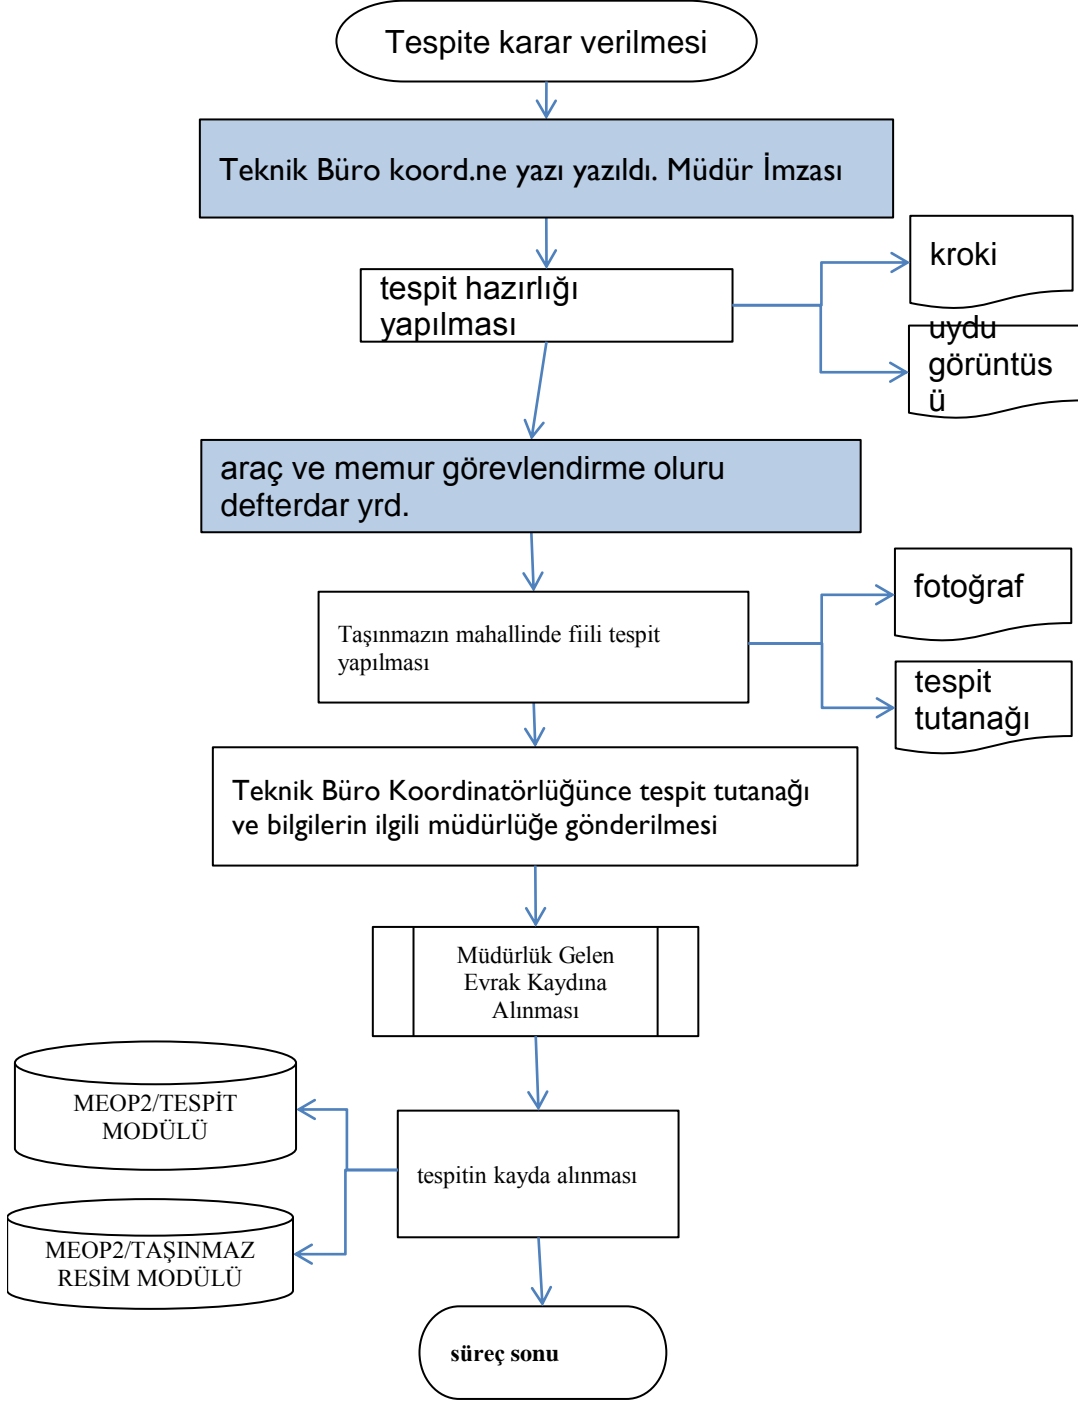 Tespite karar verilmesi
Teknik Büro koord.ne yazı yazıldı. Müdür İmzası
tespit hazırlığı
yapılması
kroki
uydu
görüntüs
ü
araç ve memur görevlendirme oluru
defterdar yrd.
Taşınmazın mahallinde fiili tespit
yapılması
fotoğraf
tespit
tutanağı
Teknik Büro Koordinatörlüğünce tespit tutanağı
ve bilgilerin ilgili müdürlüğe gönderilmesi
Müdürlük Gelen
Evrak Kaydına
Alınması
MEOP2/TESPİT
MODÜLÜ
tespitin kayda alınması
MEOP2/TAŞINMAZ
RESİM MODÜLÜ
süreç sonu